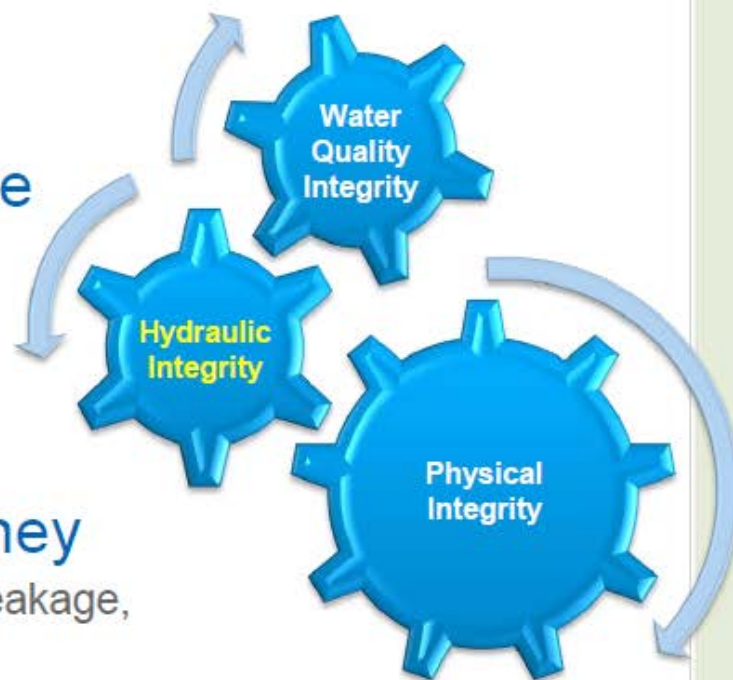 Water
Quality
Integrity
e
Hydraulic
Integrity
Physical
Integrity
ney
eakage,